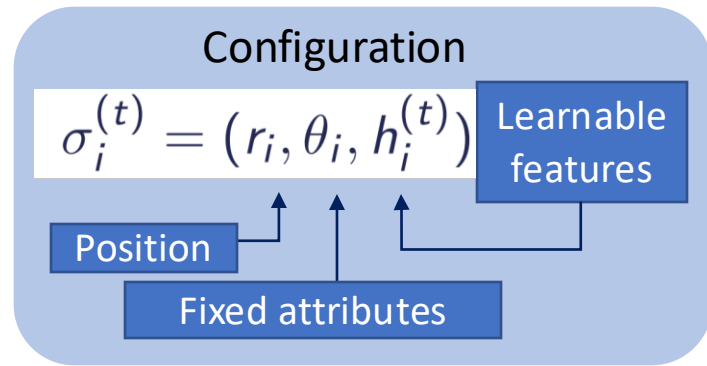 Configuration
σ_i^{(t)} = (r_i, θ_i, h_i^{(t)})
Learnable
features
Position
Fixed attributes